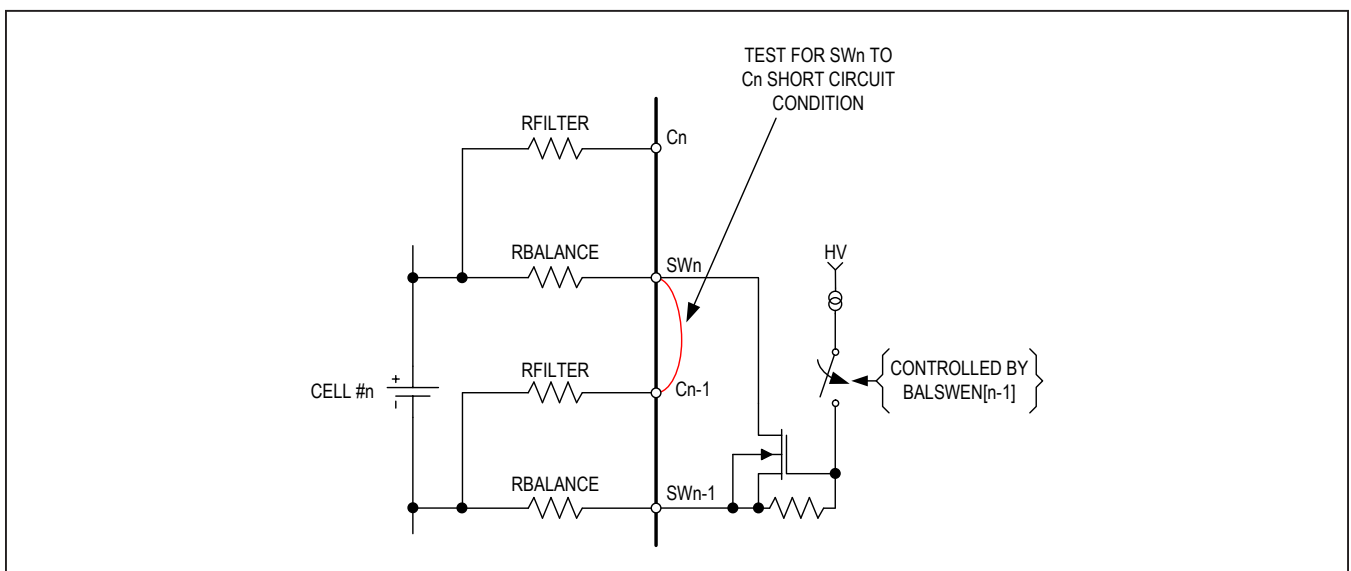 TEST FOR SWn TO
Cn SHORT CIRCUIT
CONDITION
RFILTER
Cn
RBALANCE
SWn
HV
RFILTER
Cn-1
CELL #n
+
-
CONTROLLED BY
BALSWEN[n-1]
RBALANCE
SWn-1